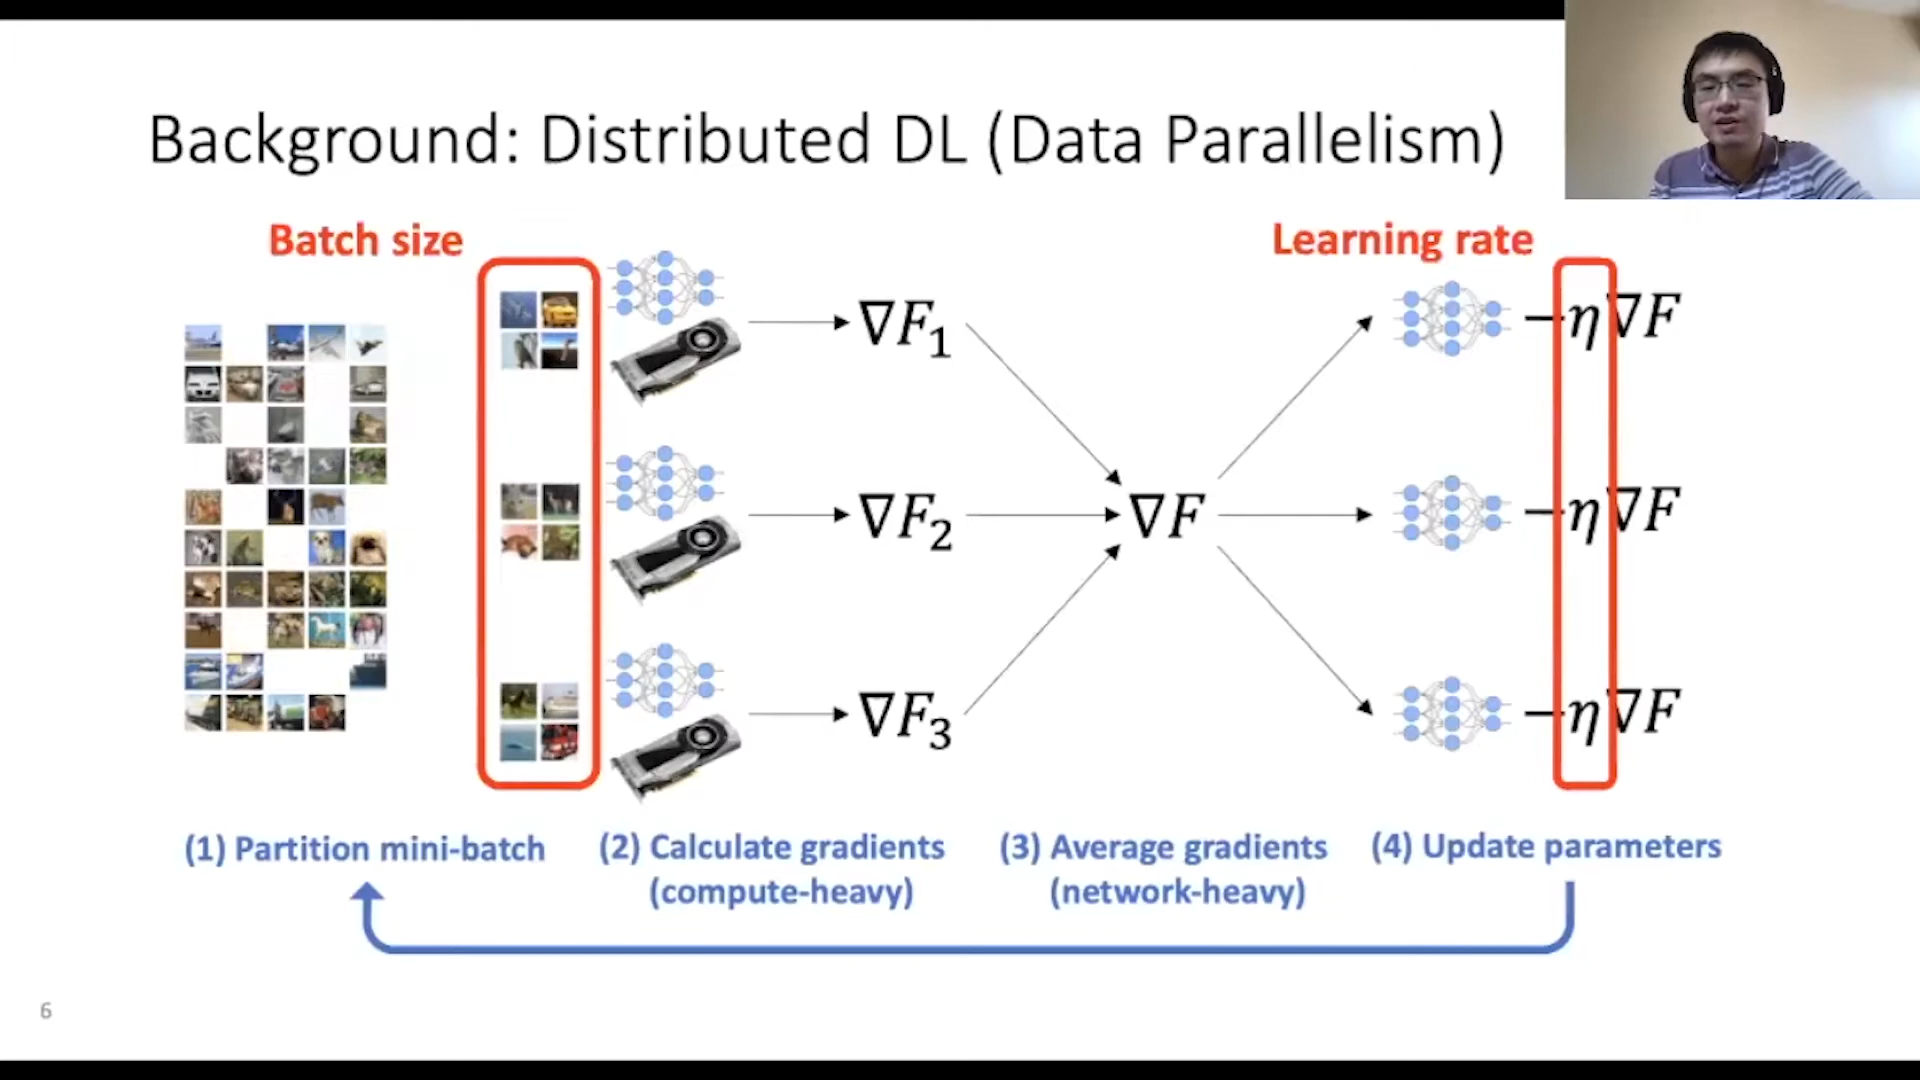 Background: Distributed DL (Data Parallelism)
Batch size
Learning rate
∇F₁
−η∇F
∇F₂
∇F
−η∇F
∇F₃
−η∇F
(1) Partition mini-batch
(2) Calculate gradients
(compute-heavy)
(3) Average gradients
(network-heavy)
(4) Update parameters
6